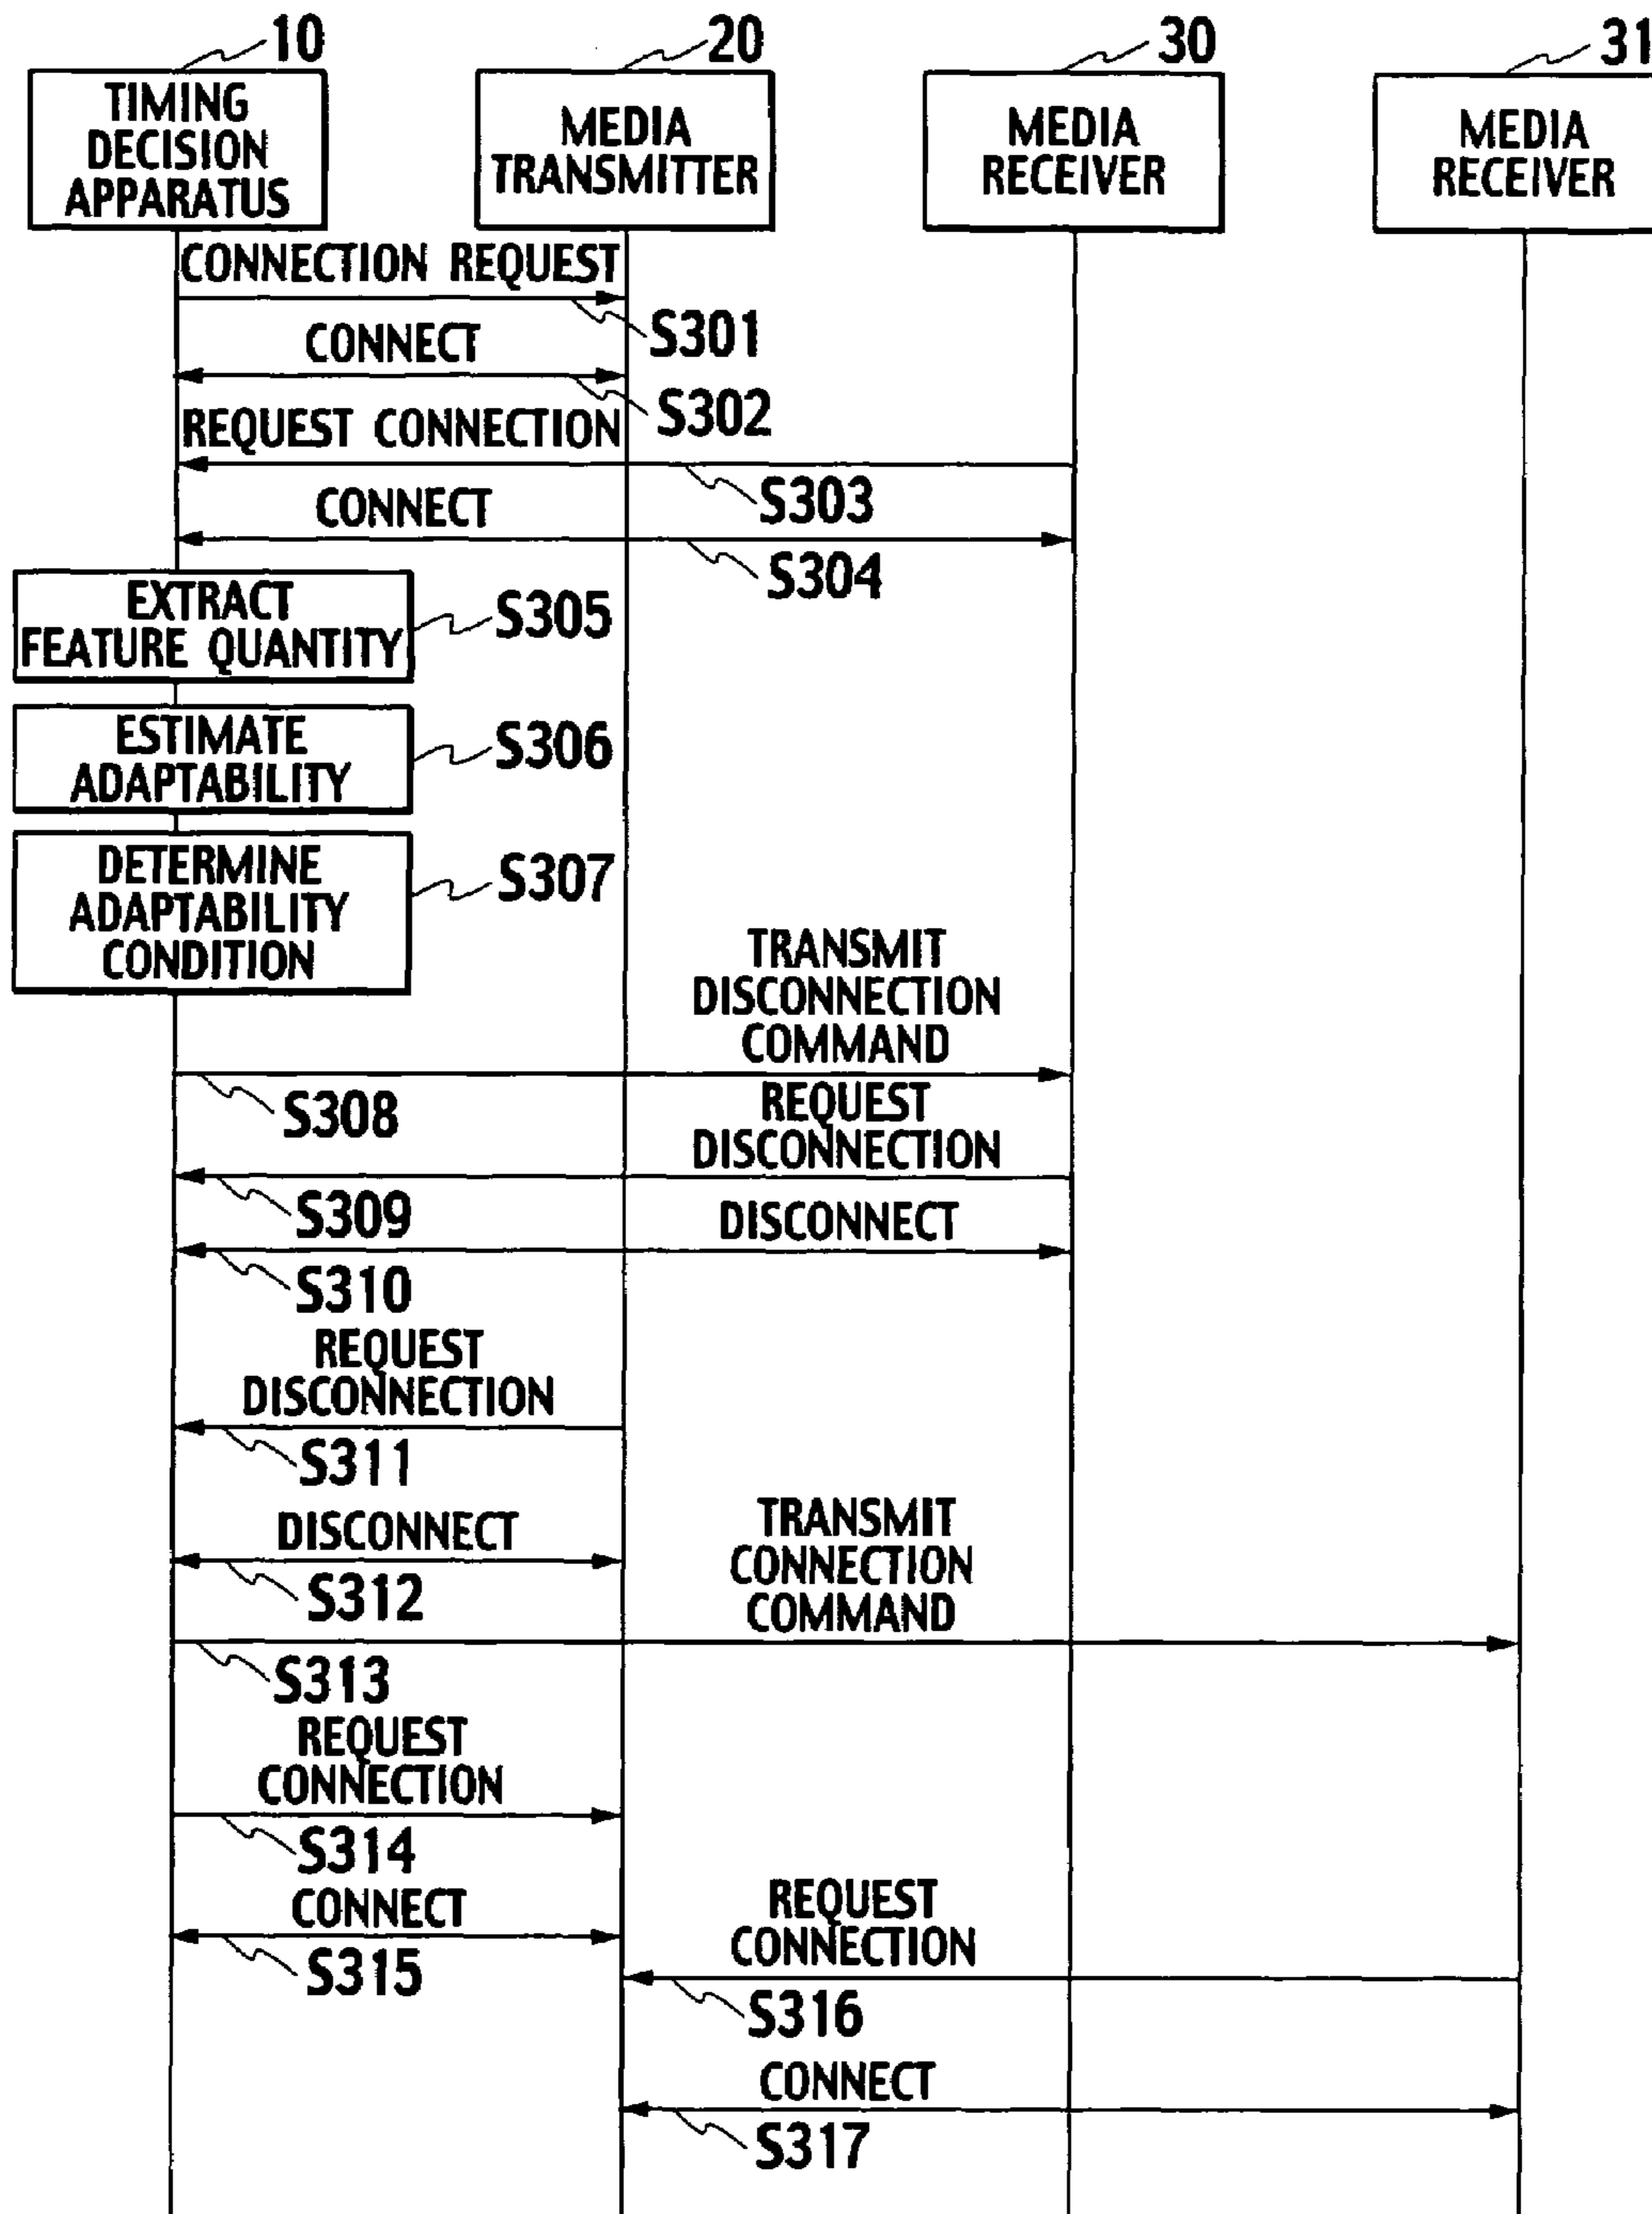 10
20
30
31
TIMING
DECISION
APPARATUS
MEDIA
TRANSMITTER
MEDIA
RECEIVER
MEDIA
RECEIVER
CONNECTION REQUEST
S301
CONNECT
S302
REQUEST CONNECTION
S303
CONNECT
S304
EXTRACT
FEATURE QUANTITY
S305
ESTIMATE
ADAPTABILITY
S306
DETERMINE
ADAPTABILITY
CONDITION
S307
TRANSMIT
DISCONNECTION
COMMAND
S308
REQUEST
DISCONNECTION
S309
DISCONNECT
S310
REQUEST
DISCONNECTION
S311
DISCONNECT
S312
TRANSMIT
CONNECTION
COMMAND
S313
REQUEST
CONNECTION
S314
CONNECT
S315
REQUEST
CONNECTION
S316
CONNECT
S317